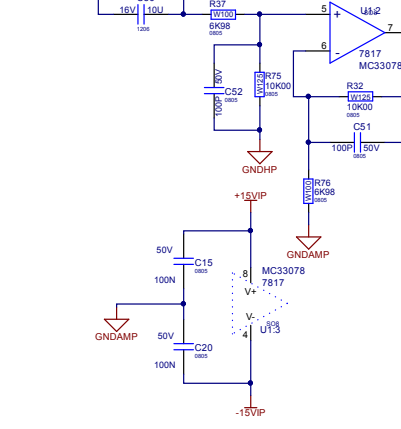 R37
16V
10U
1206
W100
6K98
0805
5
+
U1:2
SO8
7
6
-
7817
MC33078
50V
C52
0805
100P
W125
R75
10K00
0805
R32
W125
10K00
0805
C51
100P
50V
0805
GNDHP
W100
R76
6K98
0805
+15VIP
GNDAMP
50V
C15
0805
100N
8
MC33078
7817
V+
V-
SO8
4
U1:3
GNDAMP
50V
C20
0805
100N
-15VIP